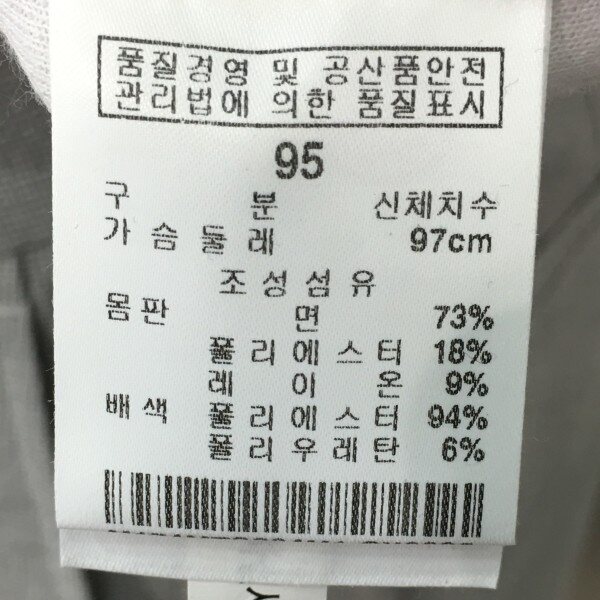 품질경영 및 공산품안전
관리법에 의한 품질표시
95
구 분 신체치수
가슴둘레 97cm
조성섬유
몸판 면 73%
폴리에스터 18%
레이온 9%
배색 폴리에스터 94%
폴리우레탄 6%
Y